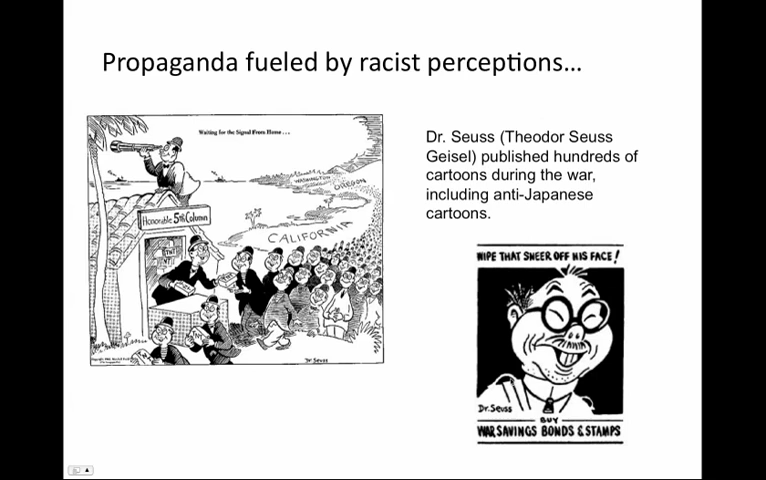 Propaganda fueled by racist perceptions...
Waiting for the Signal From Home...
WASHINGTON
OREGON
Honorable 5th Column
CALIFORNIA
TNT
Dr. Seuss
Dr. Seuss (Theodor Seuss
Geisel) published hundreds of
cartoons during the war,
including anti-Japanese
cartoons.
WIPE THAT SNEER OFF HIS FACE!
Dr. Seuss
BUY
WAR SAVINGS BONDS & STAMPS